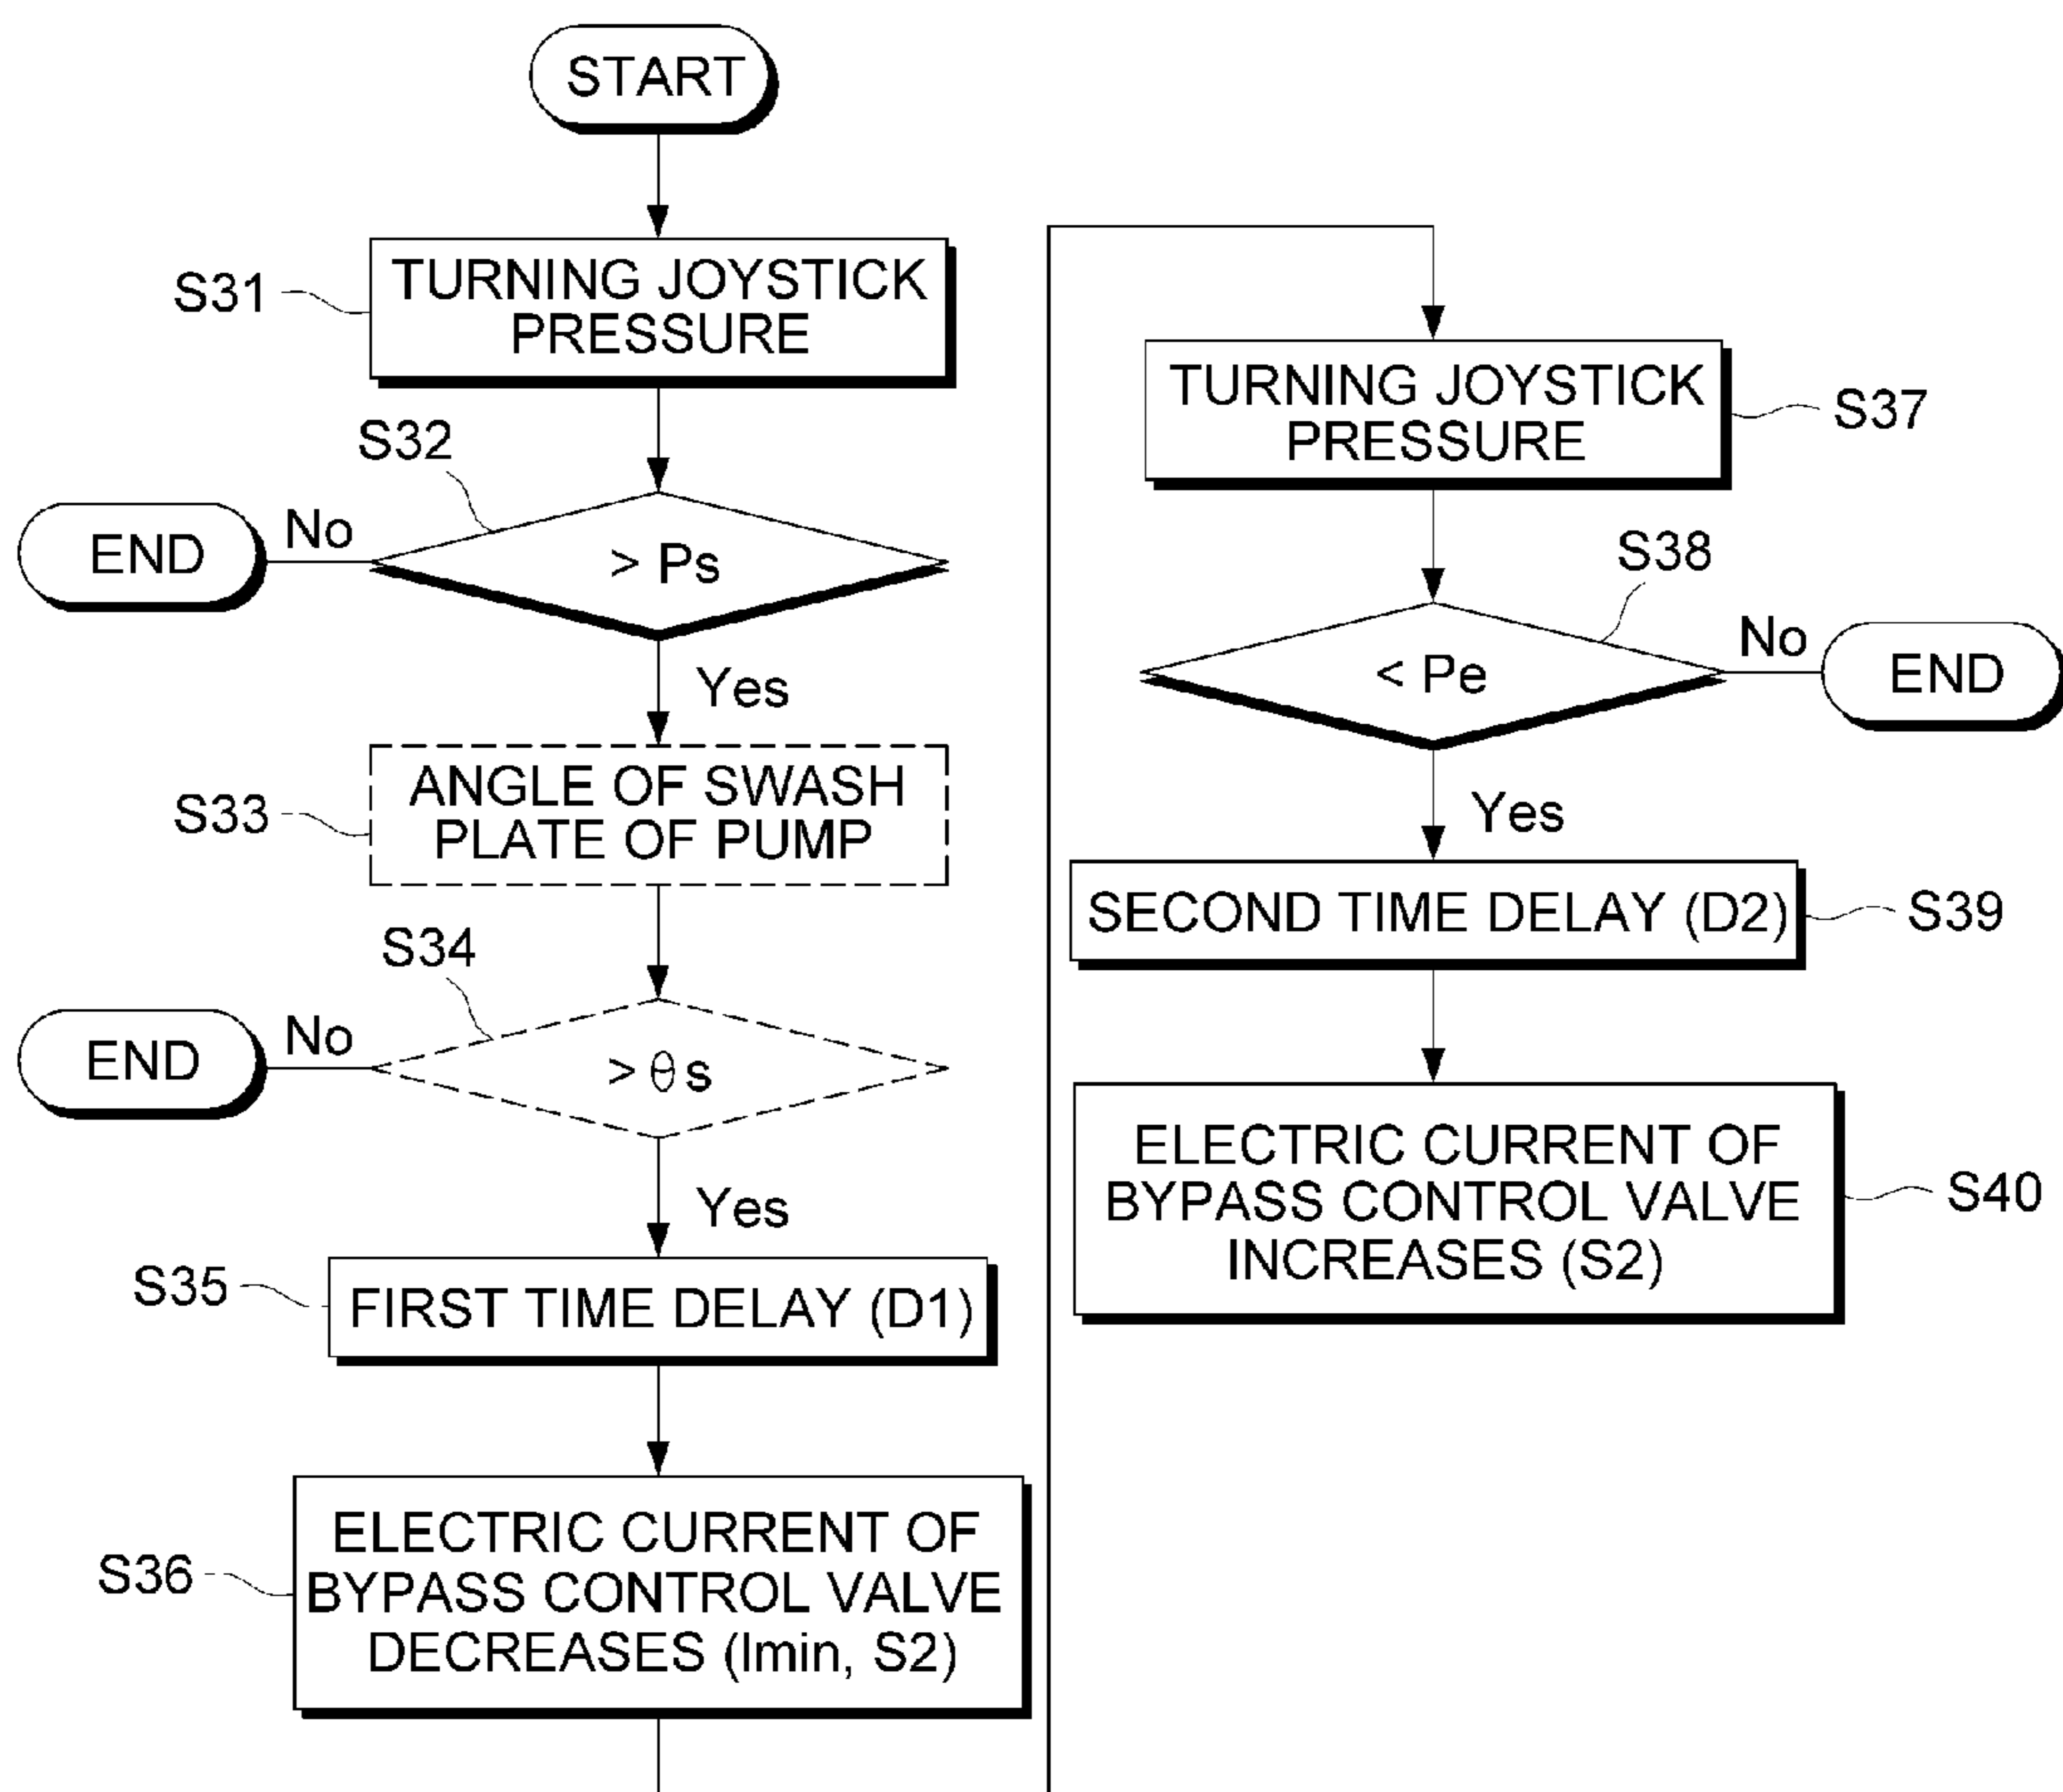 START
S31
TURNING JOYSTICK
PRESSURE
S32
> Ps
No
END
Yes
S33
ANGLE OF SWASH
PLATE OF PUMP
S34
> θs
No
END
Yes
S35
FIRST TIME DELAY (D1)
S36
ELECTRIC CURRENT OF
BYPASS CONTROL VALVE
DECREASES (Imin, S2)
TURNING JOYSTICK
PRESSURE
S37
S38
< Pe
No
END
Yes
SECOND TIME DELAY (D2)
S39
ELECTRIC CURRENT OF
BYPASS CONTROL VALVE
INCREASES (S2)
S40